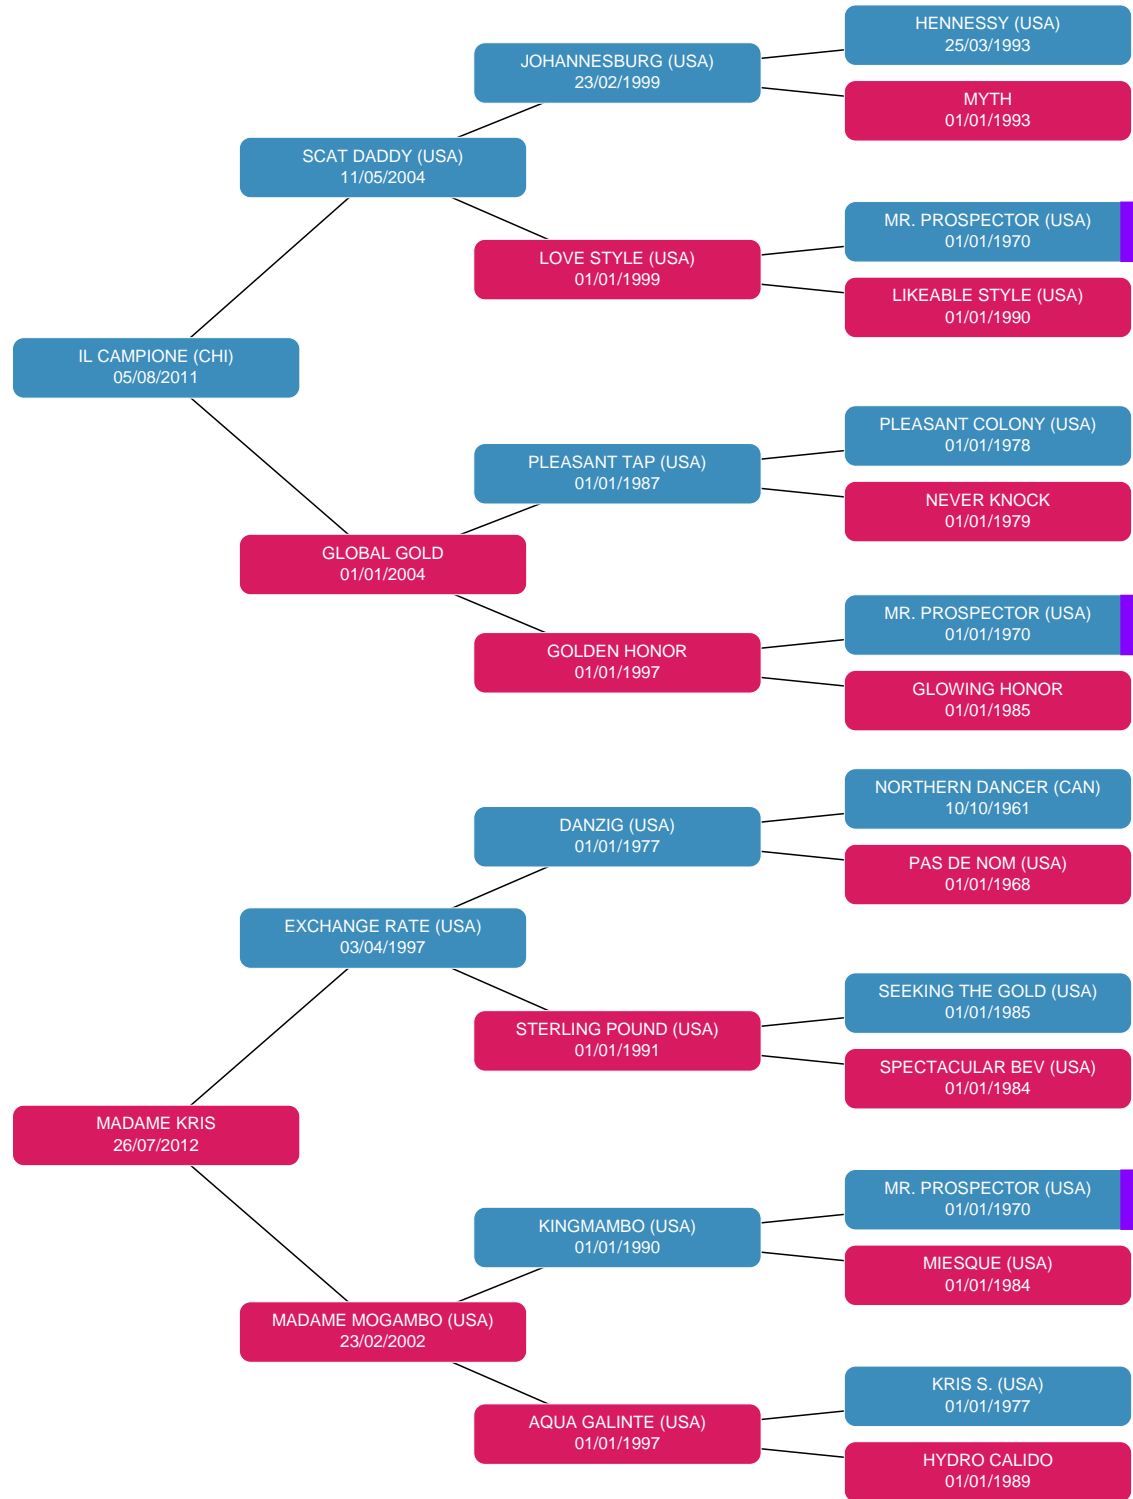 HENNESSY (USA)
25/03/1993
JOHANNESBURG (USA)
23/02/1999
MYTH
01/01/1993
SCAT DADDY (USA)
11/05/2004
MR. PROSPECTOR (USA)
01/01/1970
LOVE STYLE (USA)
01/01/1999
LIKEABLE STYLE (USA)
01/01/1990
IL CAMPIONE (CHI)
05/08/2011
PLEASANT COLONY (USA)
01/01/1978
PLEASANT TAP (USA)
01/01/1987
NEVER KNOCK
01/01/1979
GLOBAL GOLD
01/01/2004
MR. PROSPECTOR (USA)
01/01/1970
GOLDEN HONOR
01/01/1997
GLOWING HONOR
01/01/1985
NORTHERN DANCER (CAN)
10/10/1961
DANZIG (USA)
01/01/1977
PAS DE NOM (USA)
01/01/1968
EXCHANGE RATE (USA)
03/04/1997
SEEKING THE GOLD (USA)
01/01/1985
STERLING POUND (USA)
01/01/1991
SPECTACULAR BEV (USA)
01/01/1984
MADAME KRIS
26/07/2012
MR. PROSPECTOR (USA)
01/01/1970
KINGMAMBO (USA)
01/01/1990
MIESQUE (USA)
01/01/1984
MADAME MOGAMBO (USA)
23/02/2002
KRIS S. (USA)
01/01/1977
AQUA GALINTE (USA)
01/01/1997
HYDRO CALIDO
01/01/1989